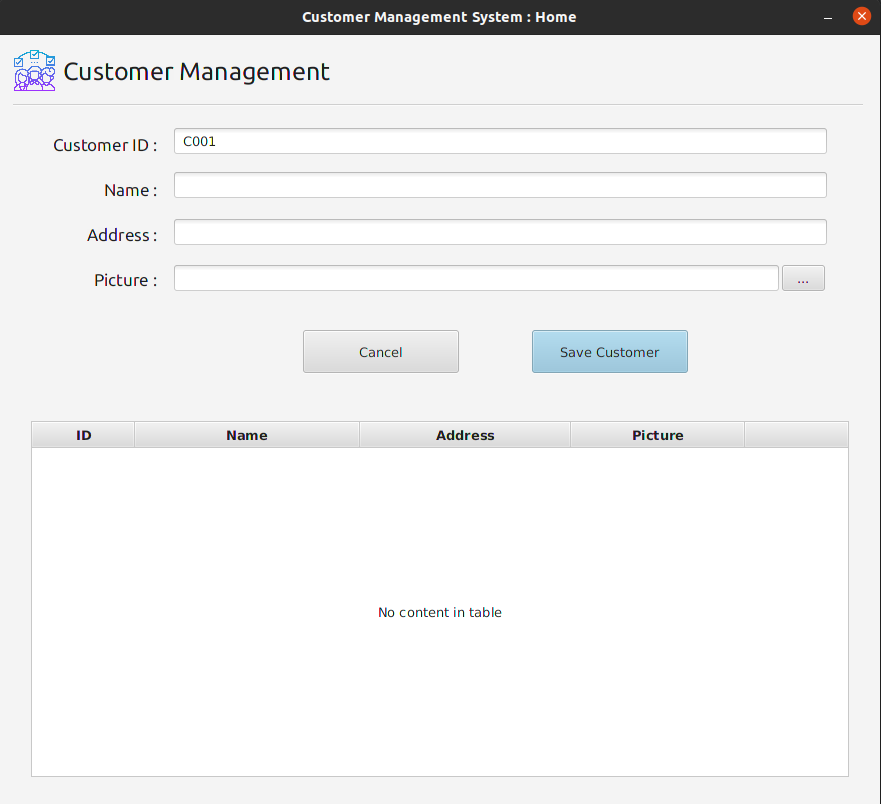 Customer Management System : Home
Customer Management
Customer ID : C001
Name :
Address :
Picture : ...
Cancel Save Customer
ID Name Address Picture
No content in table